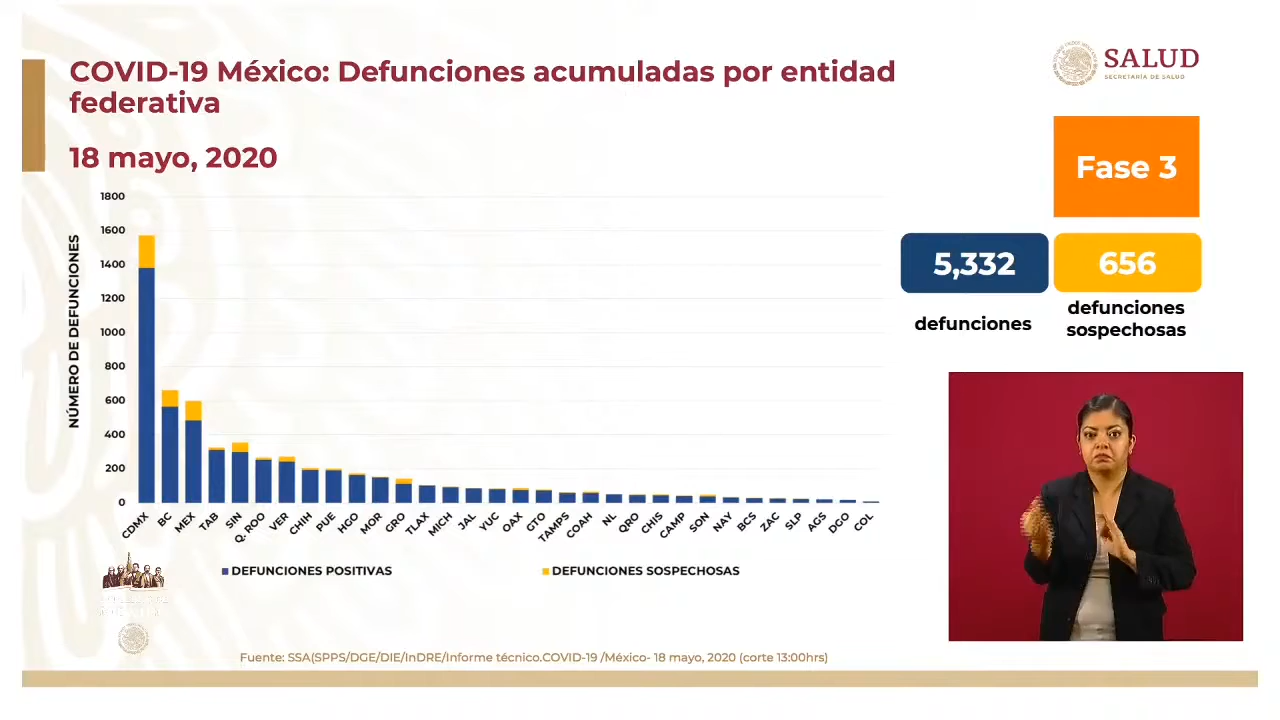 COVID-19 México: Defunciones acumuladas por entidad
federativa
18 mayo, 2020
SALUD
SECRETARÍA DE SALUD
Fase 3
5,332
656
defunciones
defunciones
sospechosas
NÚMERO DE DEFUNCIONES
1800
1600
1400
1200
1000
800
600
400
200
0
CDMX
BC
MEX
TAB
SIN
Q. ROO
VER
CHIH
PUE
HGO
MOR
GRO
TLAX
MICH
JAL
YUC
OAX
GTO
TAMPS
COAH
NL
QRO
CHIS
CAMP
SON
NAY
BCS
ZAC
SLP
AGS
DGO
COL
DEFUNCIONES POSITIVAS
DEFUNCIONES SOSPECHOSAS
Fuente: SSA(SPPS/DGE/DIE/InDRE/Informe técnico.COVID-19 /México- 18 mayo, 2020 (corte 13:00hrs)